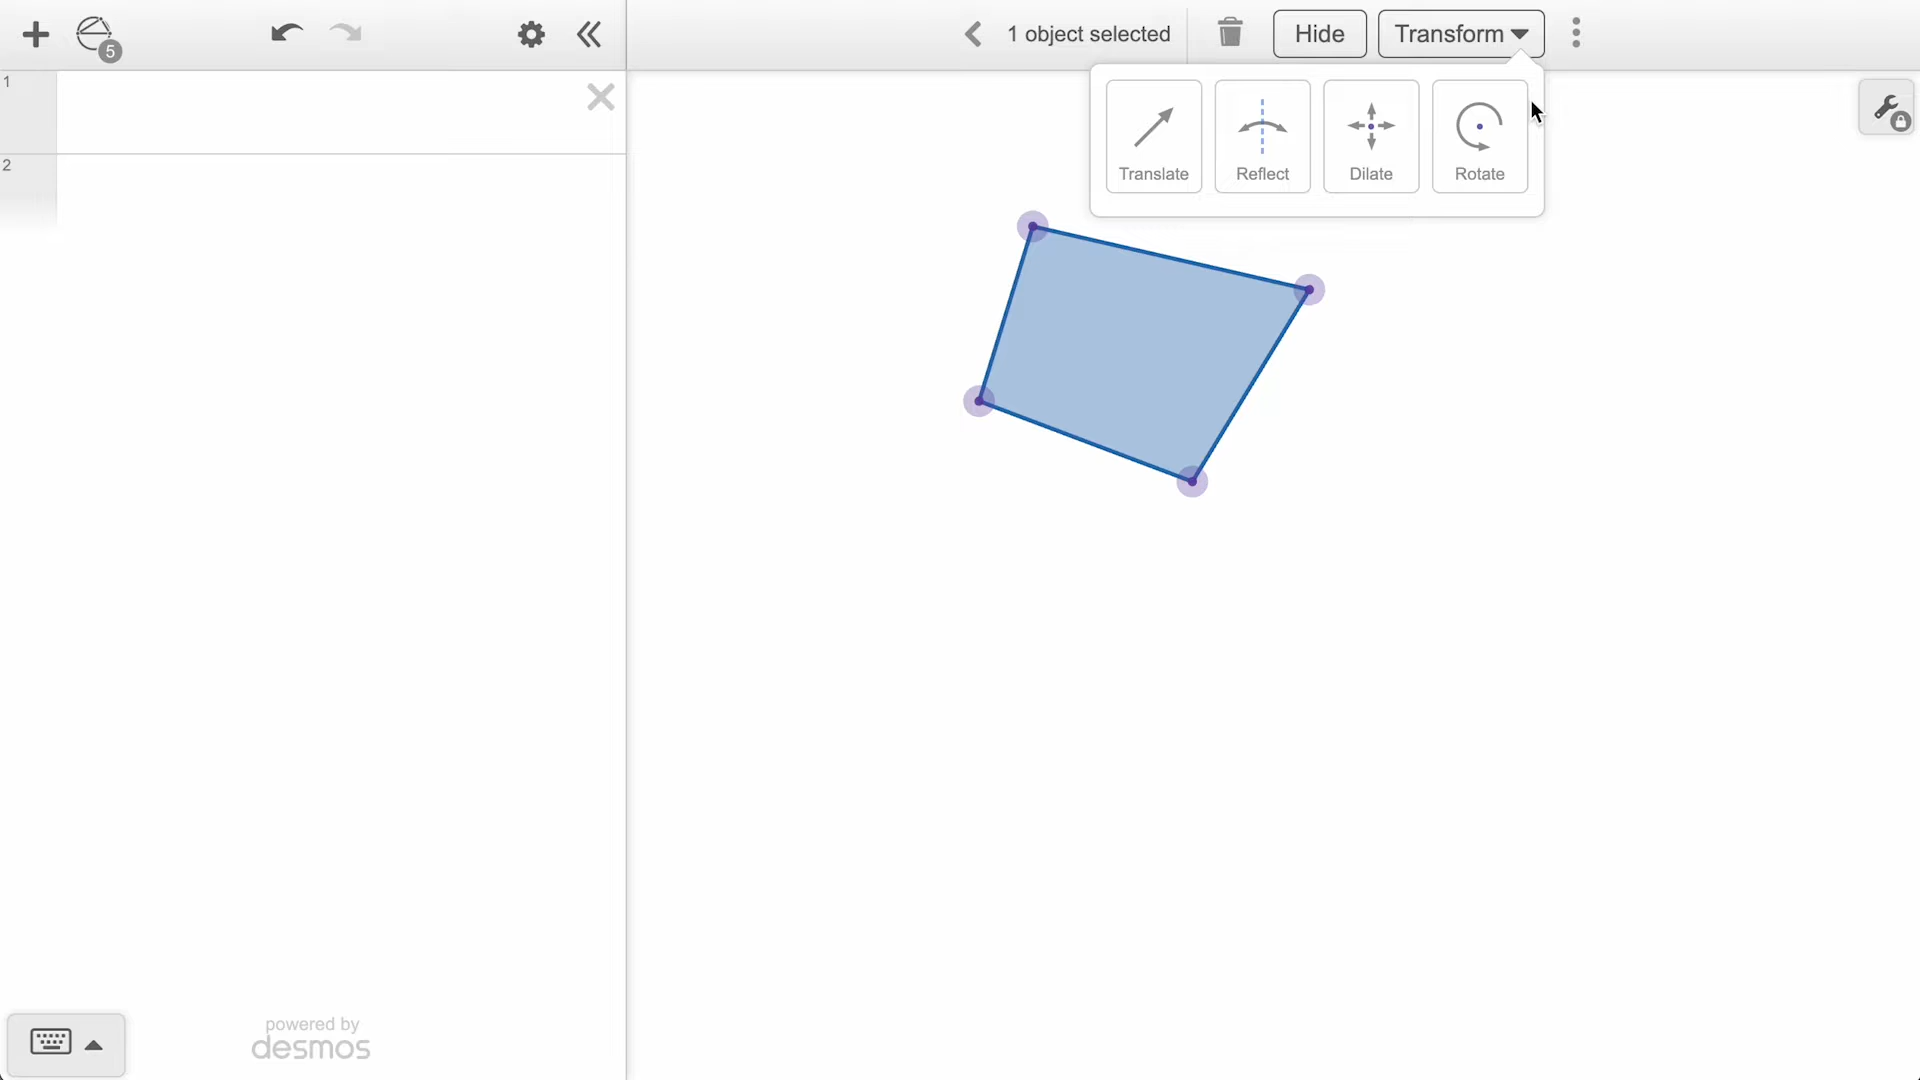 5
1 object selected
Hide
Transform
1
2
Translate
Reflect
Dilate
Rotate
powered by
desmos